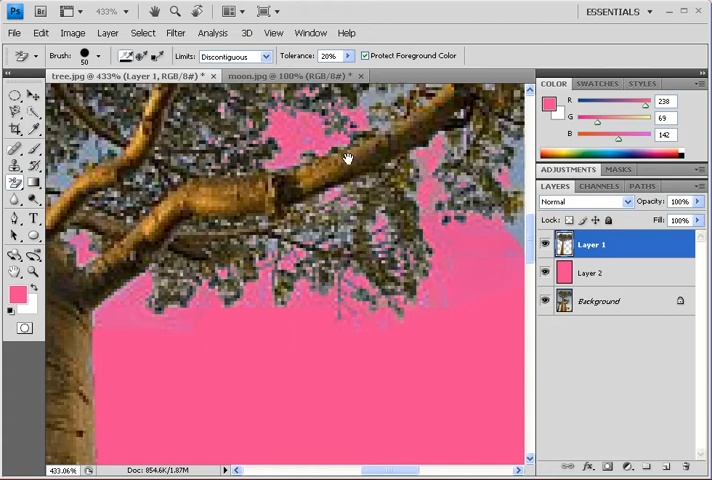 Ps Br 433% ESSENTIALS
File Edit Image Layer Select Filter Analysis 3D View Window Help
Brush: 50 Limits: Discontiguous Tolerance: 20% Protect Foreground Color
tree.jpg @ 433% (Layer 1, RGB/8#) * × moon.jpg @ 100% (RGB/8#) * ×
COLOR SWATCHES STYLES
R 238
G 69
B 142
ADJUSTMENTS MASKS
LAYERS CHANNELS PATHS
Normal Opacity: 100%
Lock: Fill: 100%
Layer 1
Layer 2
Background
433.06% Doc: 854.6K/1.87M